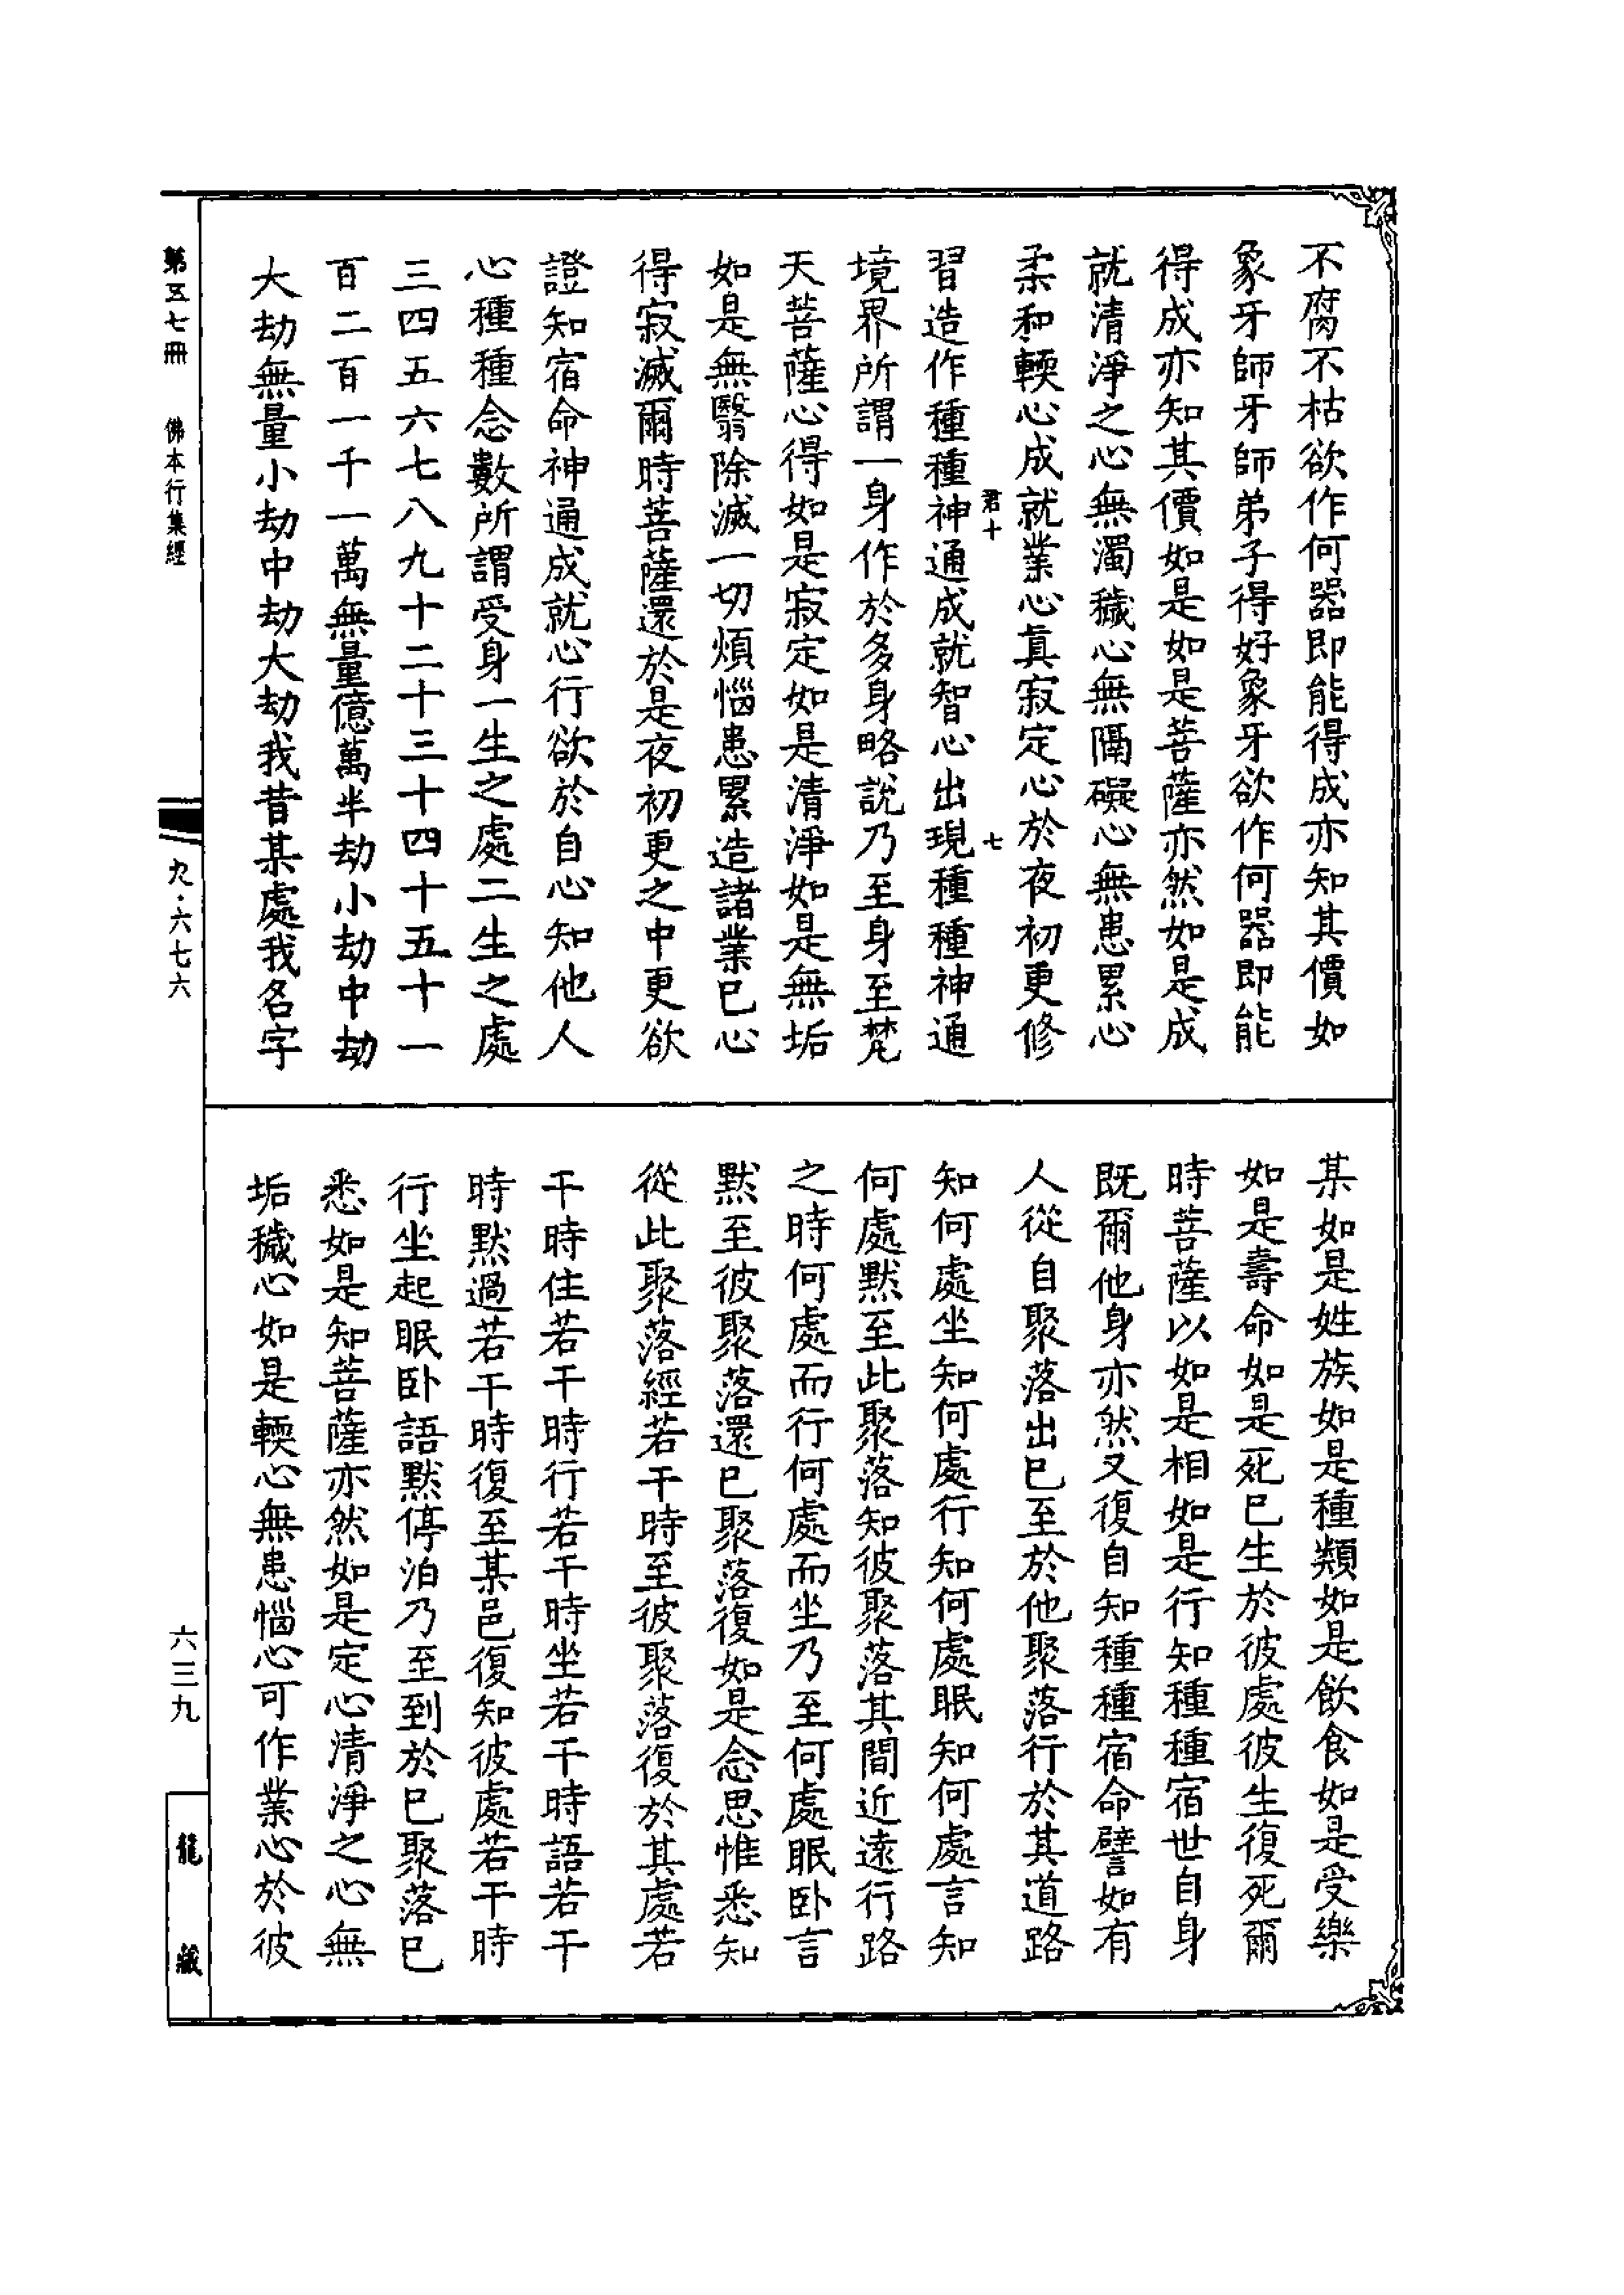 不腐不枯欲作何器即能得成亦知其價如
象牙師牙師弟子得好象牙欲作何器即能
得成亦知其價如是如是菩薩亦然如是成
就清淨之心無濁穢心無隔礙心無患累心
柔和輭心成就業心真寂定心於夜初更修
君十
七
習造作種種神通成就智心出現種種神通
境界所謂一身作於多身略說乃至身至梵
天菩薩心得如是寂定如是清淨如是無垢
如是無翳除滅一切煩惱患累造諸業已心
得寂滅爾時菩薩還於是夜初更之中更欲
證知宿命神通成就心行欲於自心知他人
心種種念數所謂受身一生之處二生之處
三四五六七八九十二十三十四十五十一
百二百一千一萬無量億萬半劫小劫中劫
大劫無量小劫中劫大劫我昔某處我名字
某如是姓族如是種類如是飲食如是受樂
如是壽命如是死已生於彼處彼生復死爾
時菩薩以如是相如是行知種種宿世自身
既爾他身亦然又復自知種種宿命譬如有
人從自聚落出已至於他聚落行於其道路
知何處坐知何處行知何處眠知何處言知
何處默至此聚落知彼聚落其間近遠行路
之時何處而行何處而坐乃至何處眠臥言
默至彼聚落還已聚落復如是念思惟悉知
從此聚落經若干時至彼聚落復於其處若
干時住若干時行若干時坐若干時語若干
時默過若干時復至某邑復知彼處若干時
行坐起眠臥語默停泊乃至到於已聚落已
悉如是知菩薩亦然如是定心清淨之心無
垢穢心如是輭心無患惱心可作業心於彼
第五七冊 佛本行集經
九·六七六
六三九
龍藏